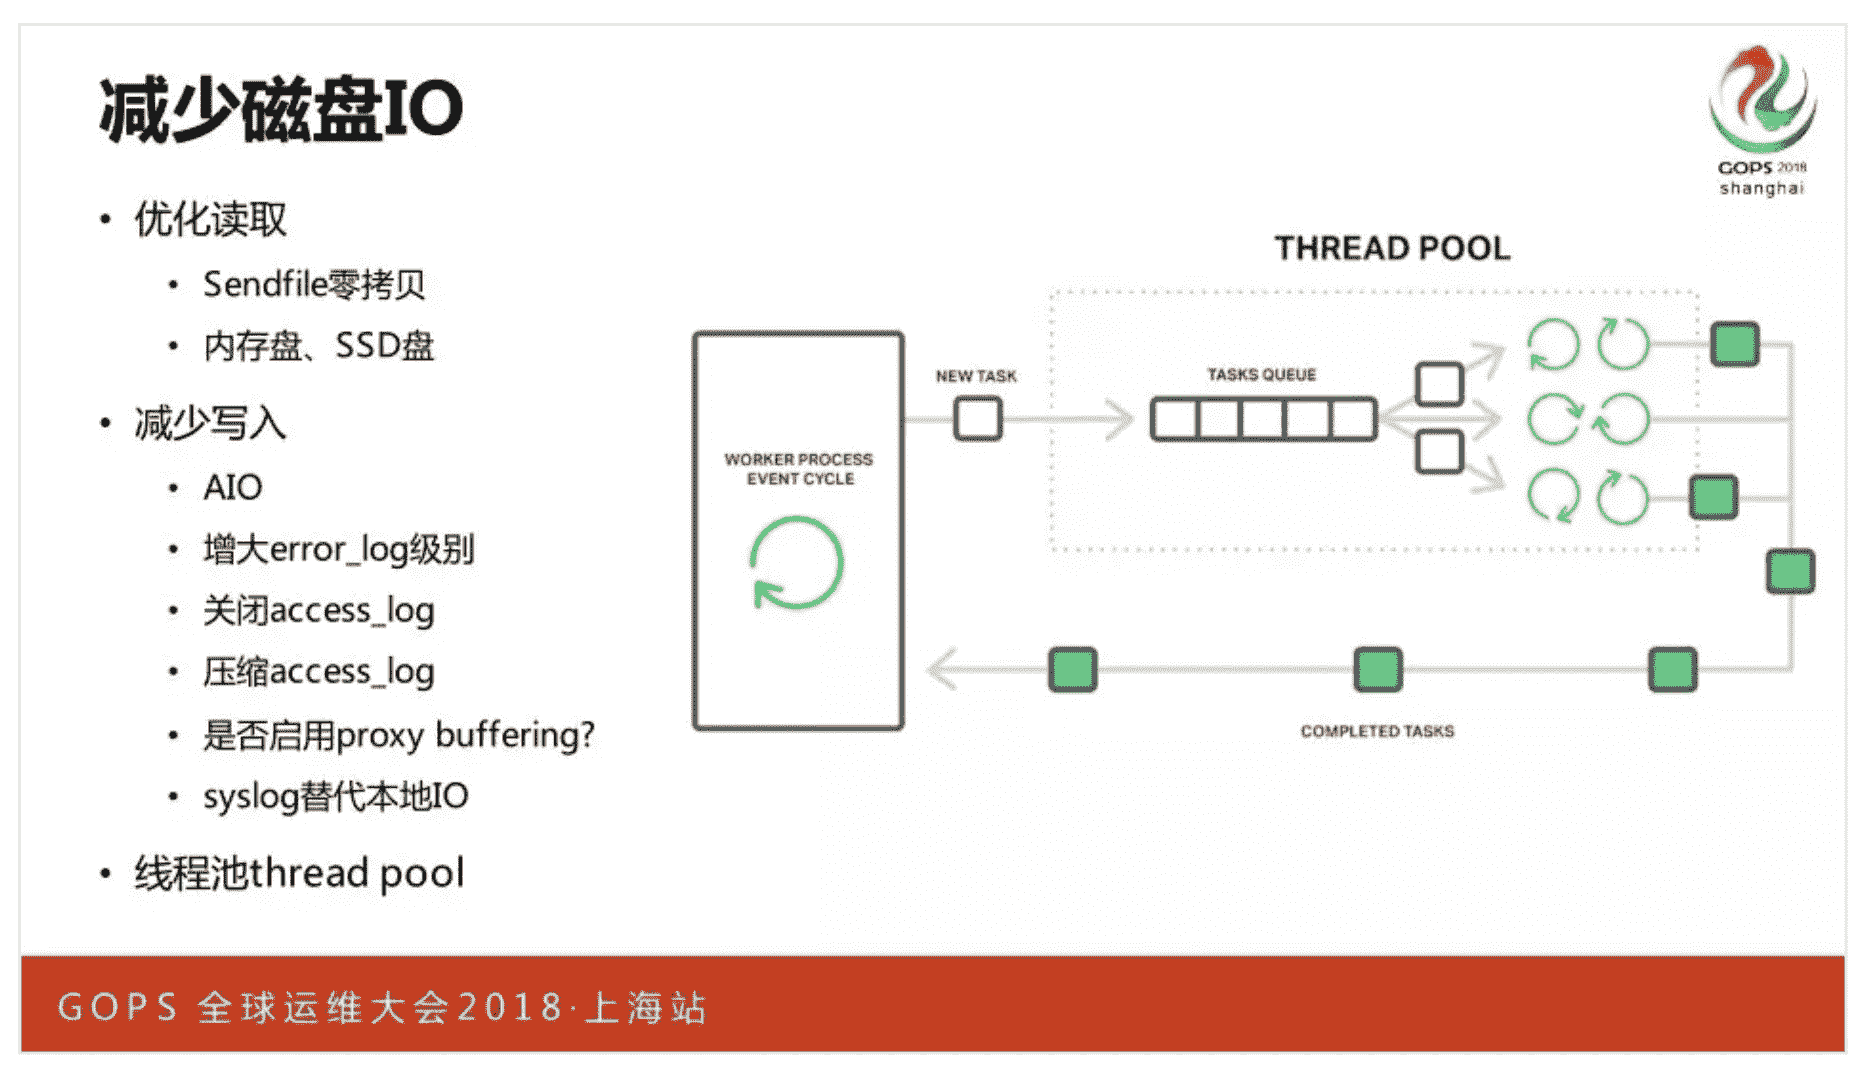 减少磁盘IO
GOPS 2018
shanghai
• 优化读取
• Sendfile零拷贝
• 内存盘、SSD盘
• 减少写入
• AIO
• 增大error_log级别
• 关闭access_log
• 压缩access_log
• 是否启用proxy buffering?
• syslog替代本地IO
• 线程池thread pool
THREAD POOL
NEW TASK
TASKS QUEUE
WORKER PROCESS
EVENT CYCLE
COMPLETED TASKS
GOPS 全球运维大会2018·上海站